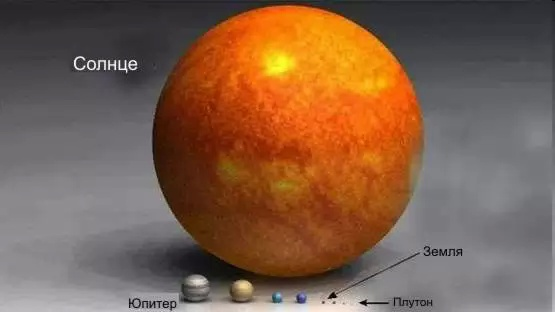 Солнце
Земля
Юпитер
Плутон